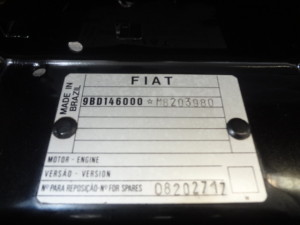 FIAT
MADE IN
BRAZIL
9BD146000 * M8203980
MOTOR - ENGINE
VERSÃO - VERSION
Nº PARA REPOSIÇÃO-Nº FOR SPARES 08202717